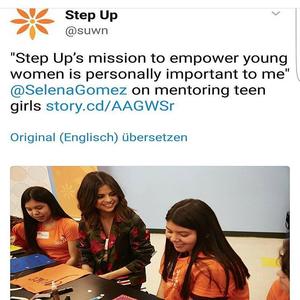 Step Up
@suwn
"Step Up's mission to empower young
women is personally important to me"
@SelenaGomez on mentoring teen
girls story.cd/AAGWSr
Original (Englisch) übersetzen